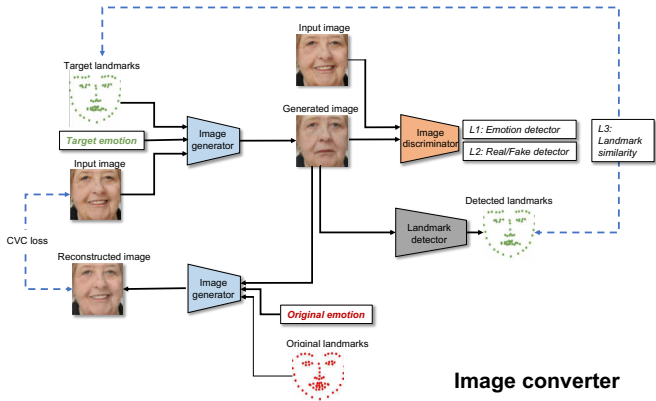 Input image
Target landmarks
Generated image
Target emotion
Image
generator
Image
discriminator
L1: Emotion detector
L2: Real/Fake detector
L3:
Landmark
similarity
Input image
Detected landmarks
CVC loss
Landmark
detector
Reconstructed image
Image
generator
Original emotion
Original landmarks
Image converter